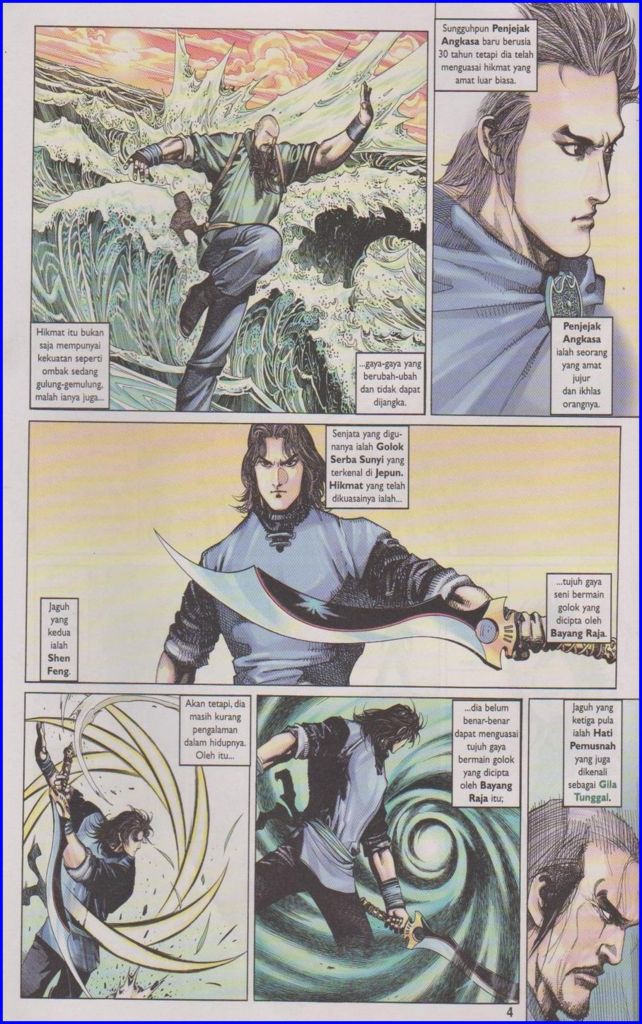 Hikmat itu bukan
saja mempunyai
kekuatan seperti
ombak sedang
gulung-gemulung,
malah ianya juga...
...gaya-gaya yang
berubah-ubah
dan tidak dapat
dijangka.
Sungguhpun Penjejak
Angkasa baru berusia
30 tahun tetapi dia telah
menguasai hikmat yang
amat luar biasa.
Penjejak
Angkasa
ialah seorang
yang amat
jujur
dan ikhlas
orangnya.
Jaguh
yang
kedua
ialah
Shen
Feng.
Senjata yang digu-
nanya ialah Golok
Serba Sunyi yang
terkenal di Jepun.
Hikmat yang telah
dikuasainya ialah...
...tujuh gaya
seni bermain
golok yang
dicipta oleh
Bayang Raja.
Akan tetapi, dia
masih kurang
pengalaman
dalam hidupnya.
Oleh itu...
...dia belum
benar-benar
dapat menguasai
tujuh gaya
bermain golok
yang dicipta
oleh Bayang
Raja itu;
Jaguh yang
ketiga pula
ialah Hati
Pemusnah
yang juga
dikenali
sebagai Gila
Tunggal.
4